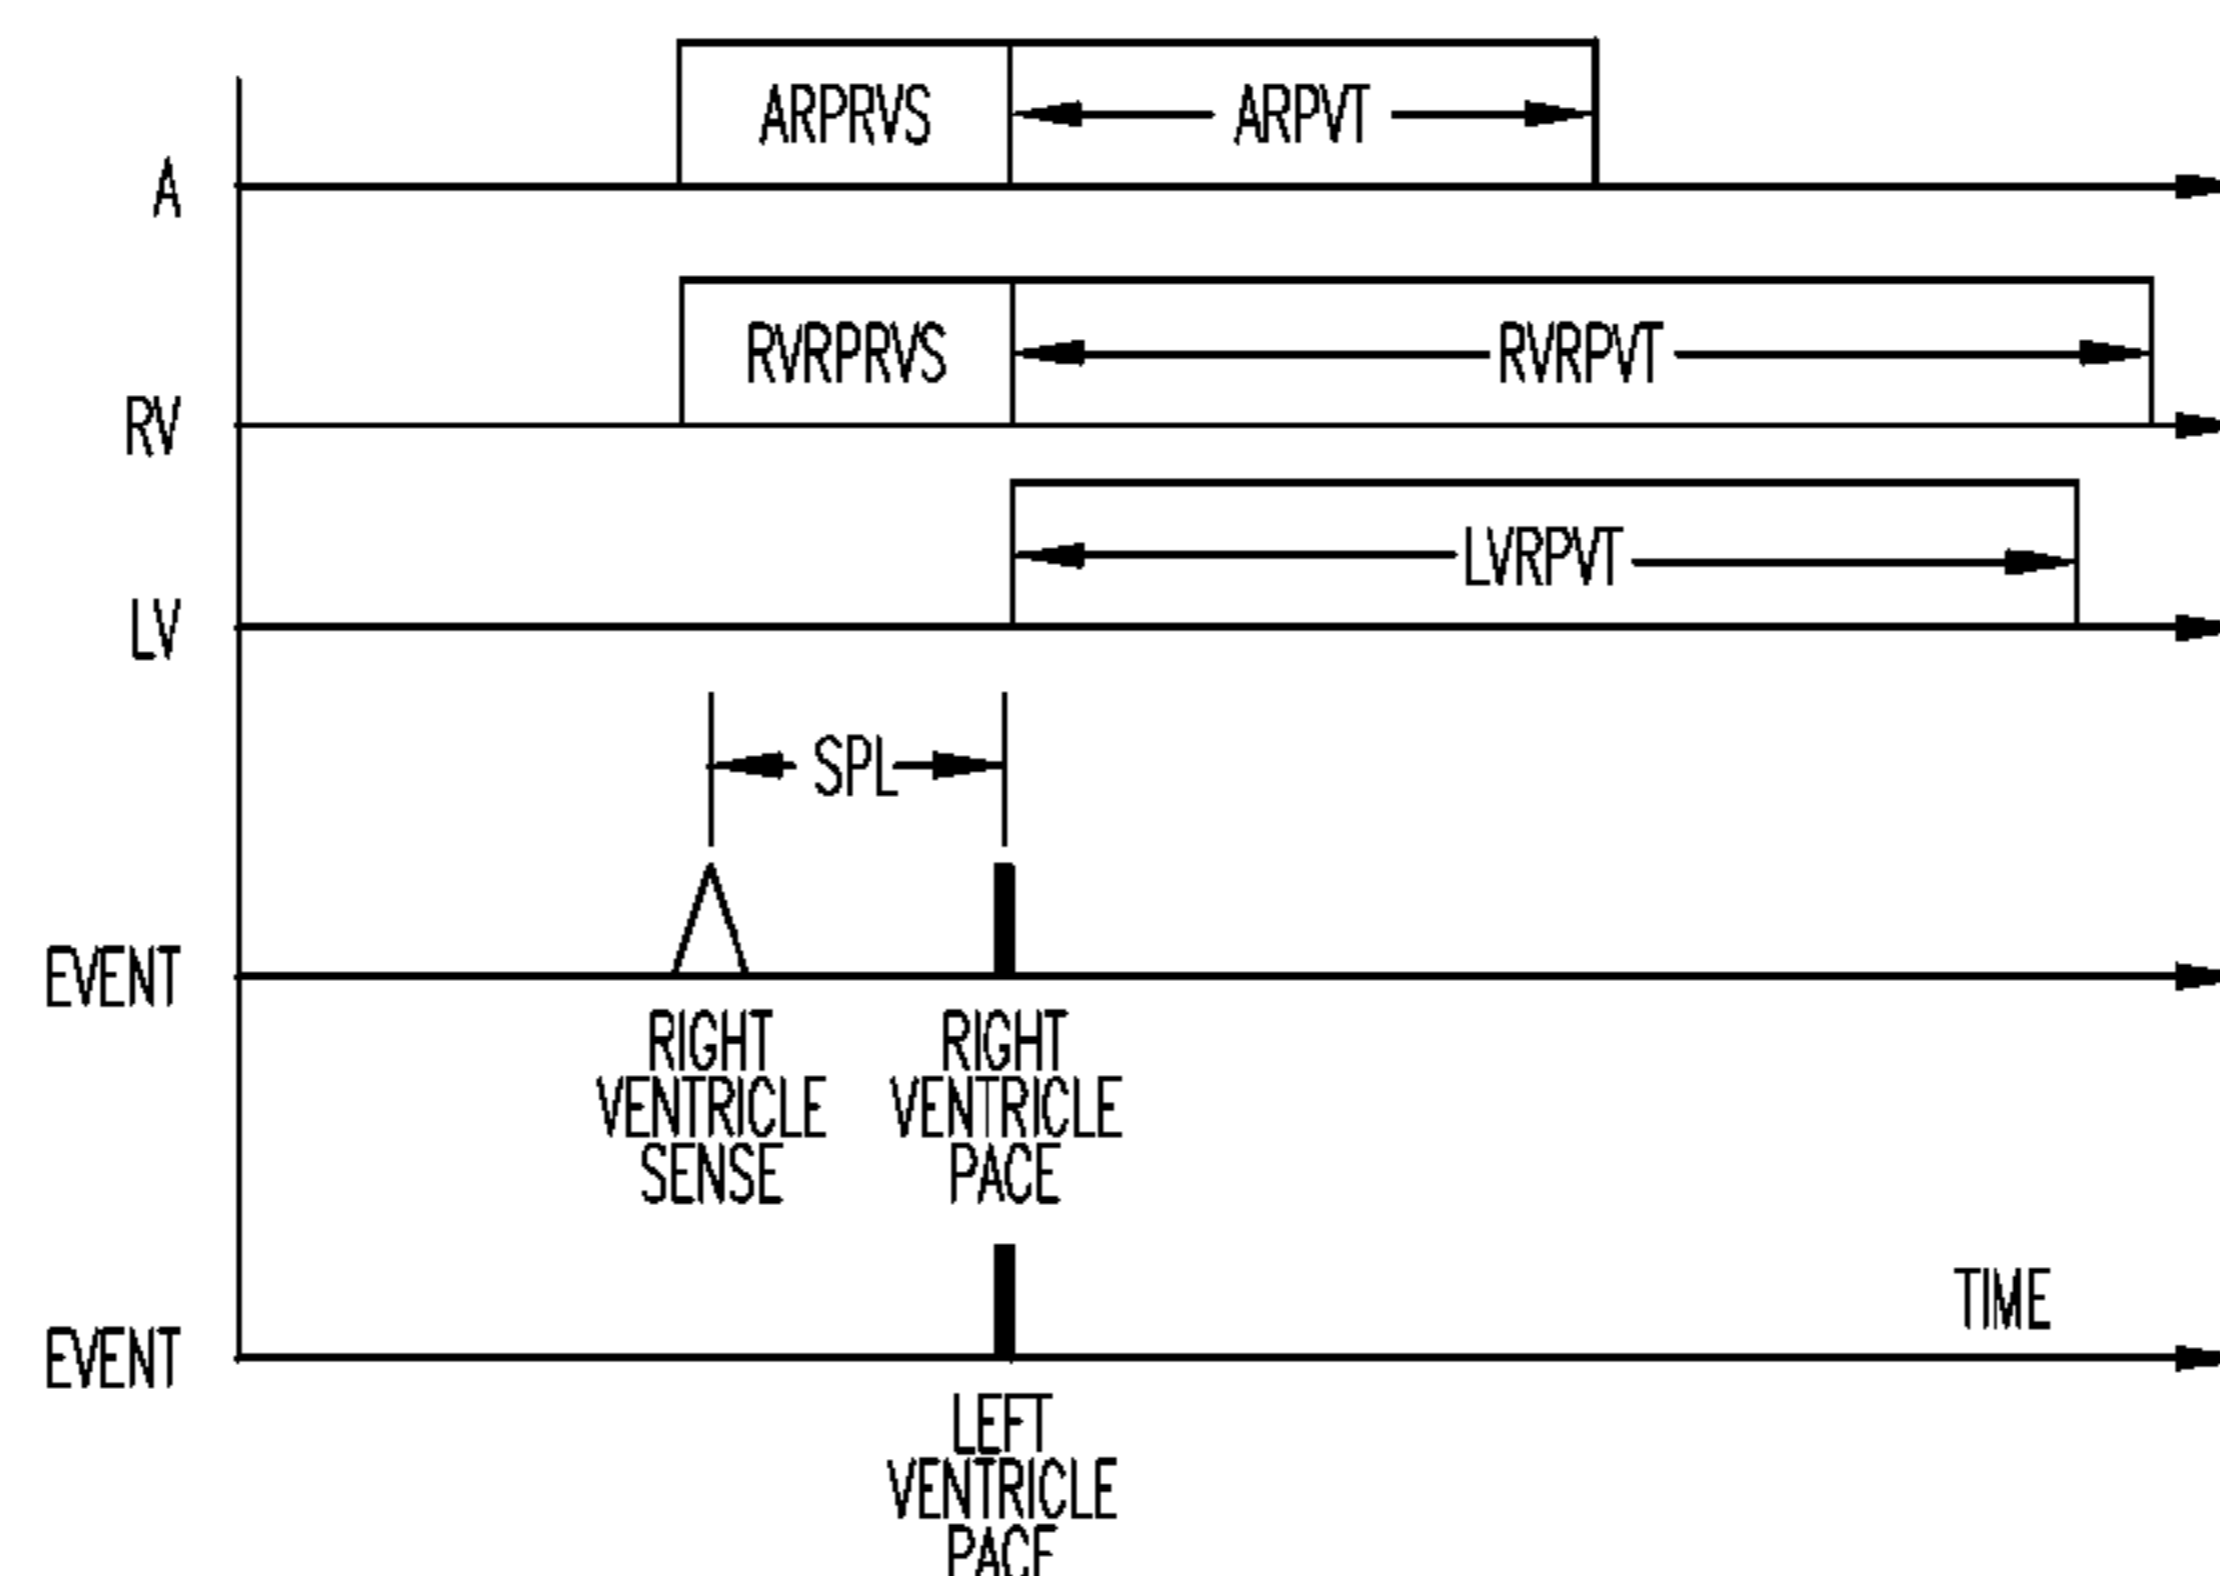 A
ARPRVS
ARPVT
RV
RVRPRVS
RVRPVT
LV
LVRPVT
SPL
EVENT
RIGHT
VENTRICLE
SENSE
RIGHT
VENTRICLE
PACE
EVENT
TIME
LEFT
VENTRICLE
PACE